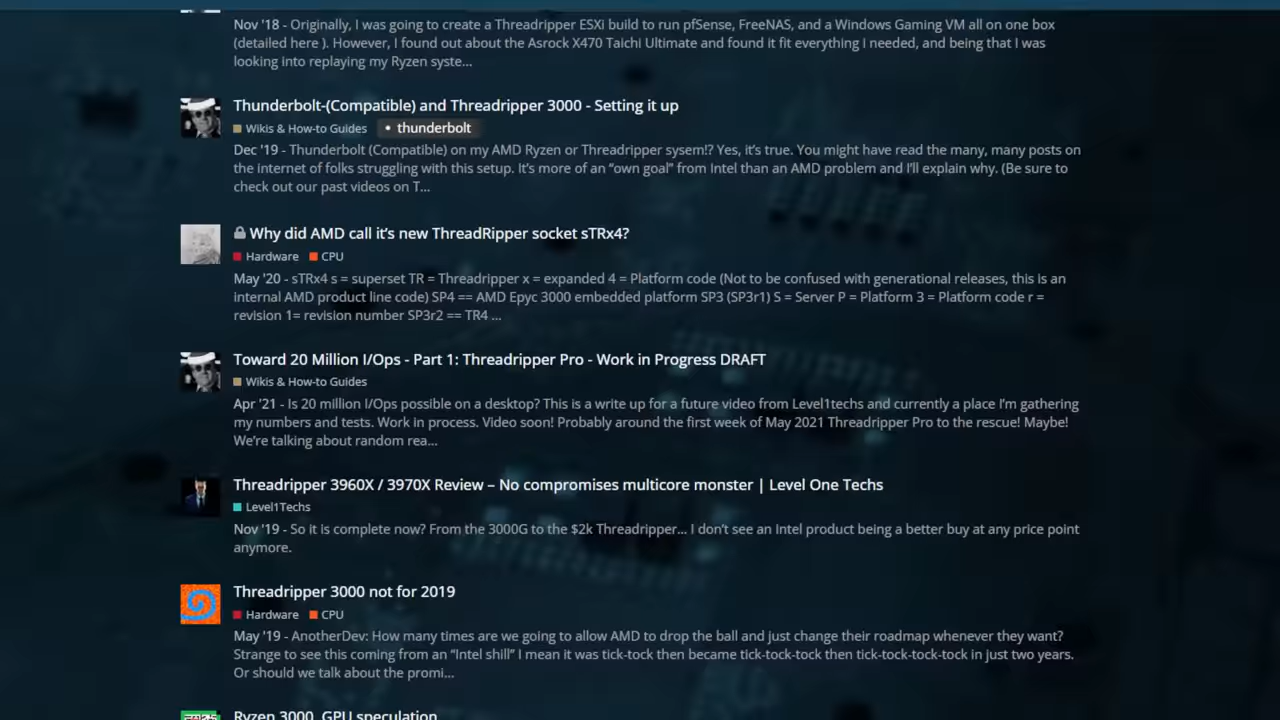 Nov '18 - Originally, I was going to create a Threadripper ESXi build to run pfSense, FreeNAS, and a Windows Gaming VM all on one box
(detailed here ). However, I found out about the Asrock X470 Taichi Ultimate and found it fit everything I needed, and being that I was
looking into replaying my Ryzen syste...
Thunderbolt-(Compatible) and Threadripper 3000 - Setting it up
Wikis & How-to Guides • thunderbolt
Dec '19 - Thunderbolt (Compatible) on my AMD Ryzen or Threadripper sysem!? Yes, it's true. You might have read the many, many posts on
the internet of folks struggling with this setup. It's more of an “own goal” from Intel than an AMD problem and I'll explain why. (Be sure to
check out our past videos on T...
Why did AMD call it's new ThreadRipper socket sTRx4?
Hardware CPU
May '20 - sTRx4 s = superset TR = Threadripper x = expanded 4 = Platform code (Not to be confused with generational releases, this is an
internal AMD product line code) SP4 == AMD Epyc 3000 embedded platform SP3 (SP3r1) S = Server P = Platform 3 = Platform code r =
revision 1= revision number SP3r2 == TR4 ...
Toward 20 Million I/Ops - Part 1: Threadripper Pro - Work in Progress DRAFT
Wikis & How-to Guides
Apr '21 - Is 20 million I/Ops possible on a desktop? This is a write up for a future video from Level1techs and currently a place I'm gathering
my numbers and tests. Work in process. Video soon! Probably around the first week of May 2021 Threadripper Pro to the rescue! Maybe!
We're talking about random rea...
Threadripper 3960X / 3970X Review – No compromises multicore monster | Level One Techs
Level1Techs
Nov '19 - So it is complete now? From the 3000G to the $2k Threadripper... I don't see an Intel product being a better buy at any price point
anymore.
Threadripper 3000 not for 2019
Hardware CPU
May '19 - AnotherDev: How many times are we going to allow AMD to drop the ball and just change their roadmap whenever they want?
Strange to see this coming from an “Intel shill” I mean it was tick-tock then became tick-tock-tock then tick-tock-tock-tock in just two years.
Or should we talk about the promi...
Ryzen 3000, GPU speculation